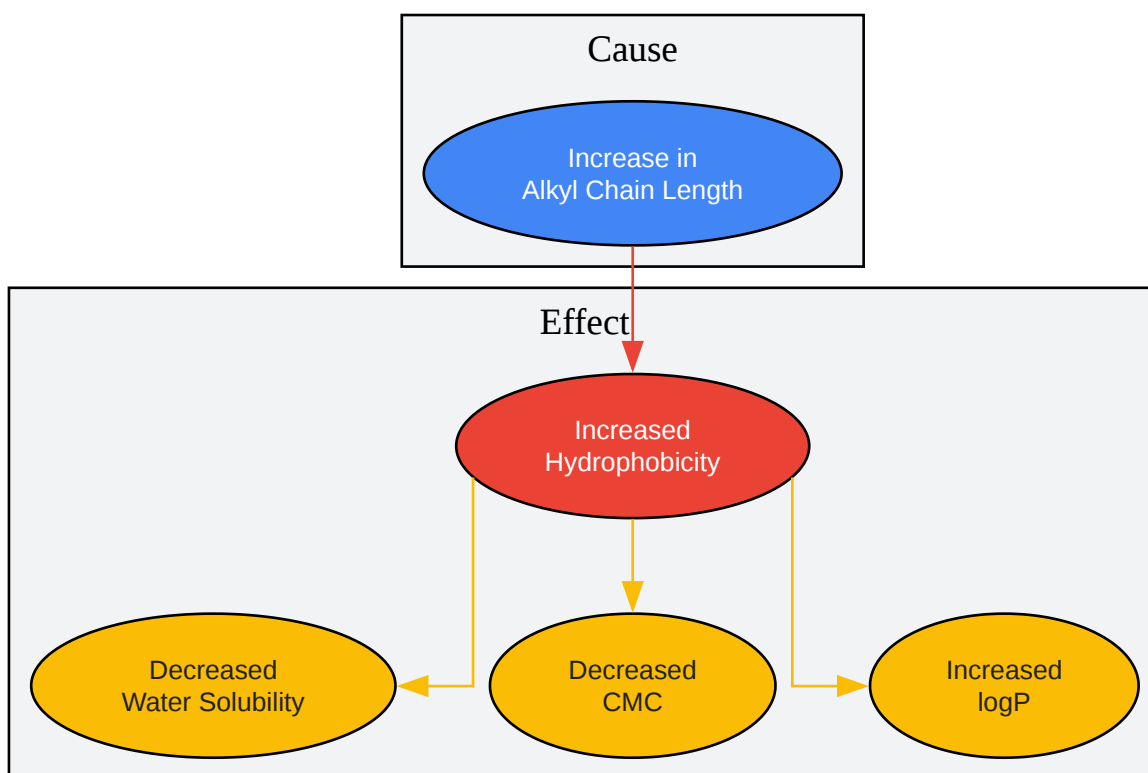 Cause
Increase in
Alkyl Chain Length
Effect
Increased
Hydrophobicity
Decreased
Water Solubility
Decreased
CMC
Increased
logP